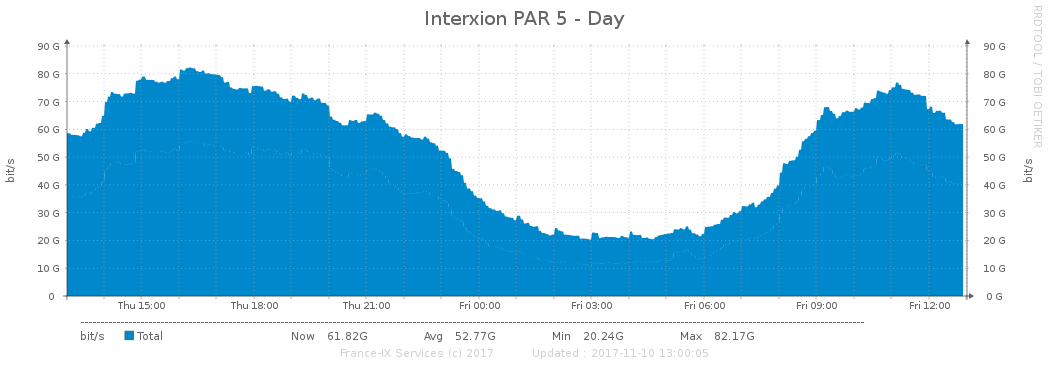 Interxion PAR 5 - Day
RRDTOOL / TOBI OETIKER
bit/s
90 G
80 G
70 G
60 G
50 G
40 G
30 G
20 G
10 G
0
90 G
80 G
70 G
60 G
50 G
40 G
30 G
20 G
10 G
0 G
bit/s
Thu 15:00 Thu 18:00 Thu 21:00 Fri 00:00 Fri 03:00 Fri 06:00 Fri 09:00 Fri 12:00
bit/s Total Now 61.82G Avg 52.77G Min 20.24G Max 82.17G
France-IX Services (c) 2017 Updated : 2017-11-10 13:00:05